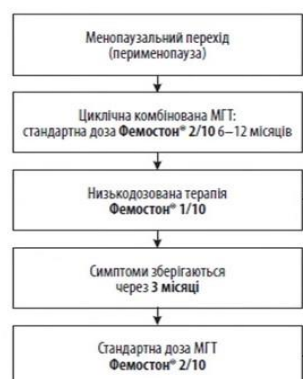 Менопаузальний перехід
(перименопауза)
Циклічна комбінована МГТ:
стандартна доза Фемостон® 2/10 6–12 місяців
Низькодозована терапія
Фемостон® 1/10
Симптоми зберігаються
через 3 місяці
Стандартна доза МГТ
Фемостон® 2/10